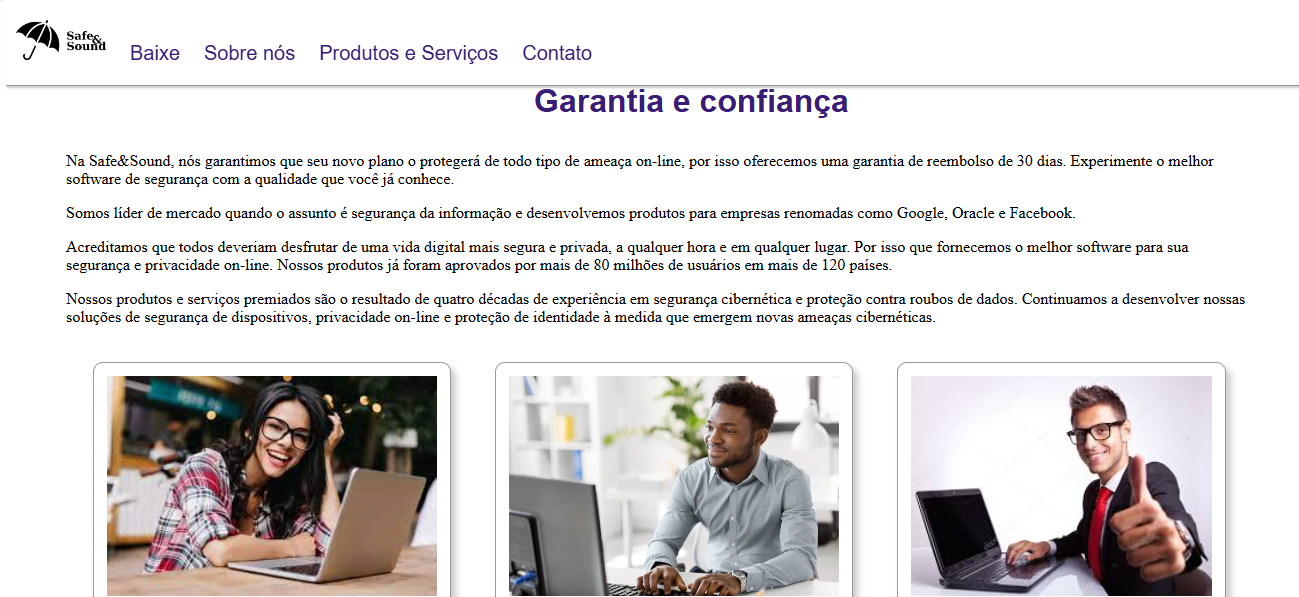 Safe&
Sound
Baixe Sobre nós Produtos e Serviços Contato
Garantia e confiança
Na Safe&Sound, nós garantimos que seu novo plano o protegerá de todo tipo de ameaça on-line, por isso oferecemos uma garantia de reembolso de 30 dias. Experimente o melhor
software de segurança com a qualidade que você já conhece.
Somos líder de mercado quando o assunto é segurança da informação e desenvolvemos produtos para empresas renomadas como Google, Oracle e Facebook.
Acreditamos que todos deveriam desfrutar de uma vida digital mais segura e privada, a qualquer hora e em qualquer lugar. Por isso que fornecemos o melhor software para sua
segurança e privacidade on-line. Nossos produtos já foram aprovados por mais de 80 milhões de usuários em mais de 120 países.
Nossos produtos e serviços premiados são o resultado de quatro décadas de experiência em segurança cibernética e proteção contra roubos de dados. Continuamos a desenvolver nossas
soluções de segurança de dispositivos, privacidade on-line e proteção de identidade à medida que emergem novas ameaças cibernéticas.